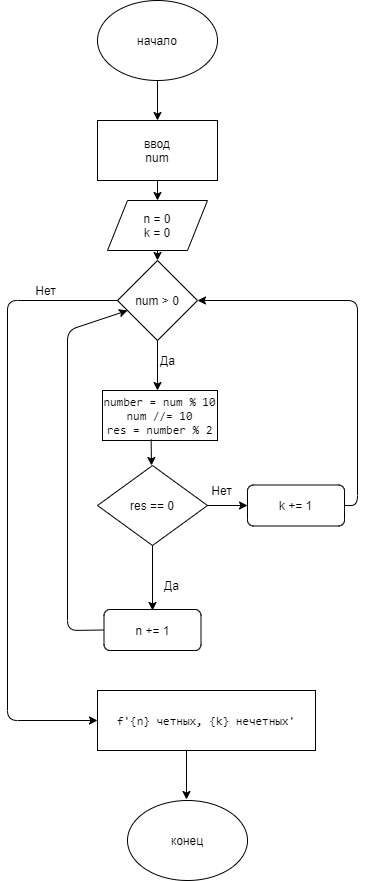 начало
ввод
num
n = 0
k = 0
Нет
num > 0
Да
number = num % 10
num //= 10
res = number % 2
res == 0
Нет
k += 1
Да
n += 1
f'{n} четных, {k} нечетных'
конец